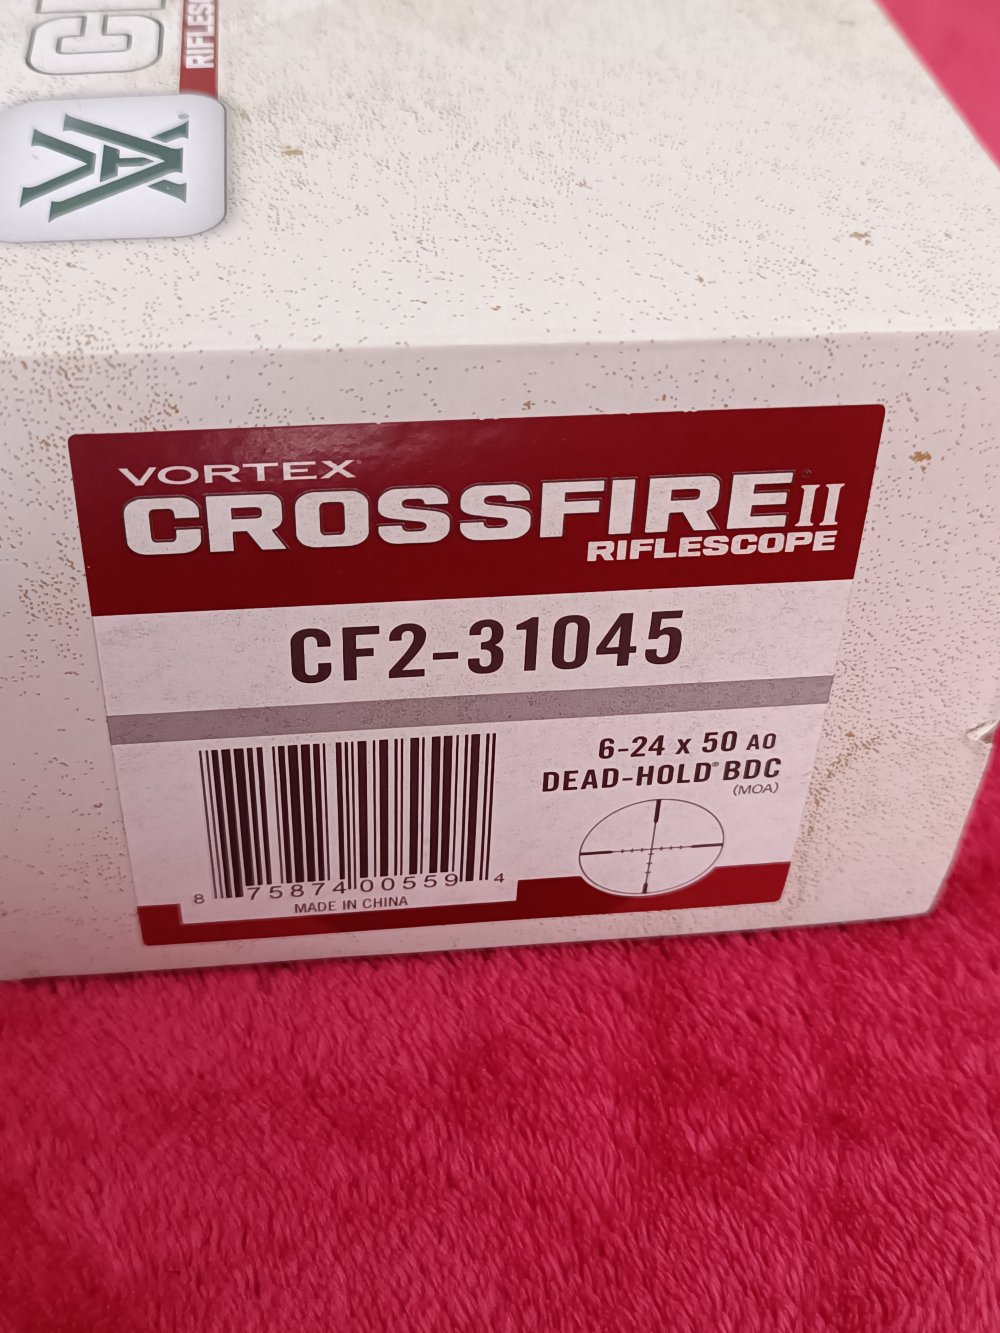 RIFLES
VORTEX
CROSSFIRE II
RIFLESCOPE
CF2-31045
6-24 x 50 AO
DEAD-HOLD® BDC
(MOA)
8 75874 00559 4
MADE IN CHINA